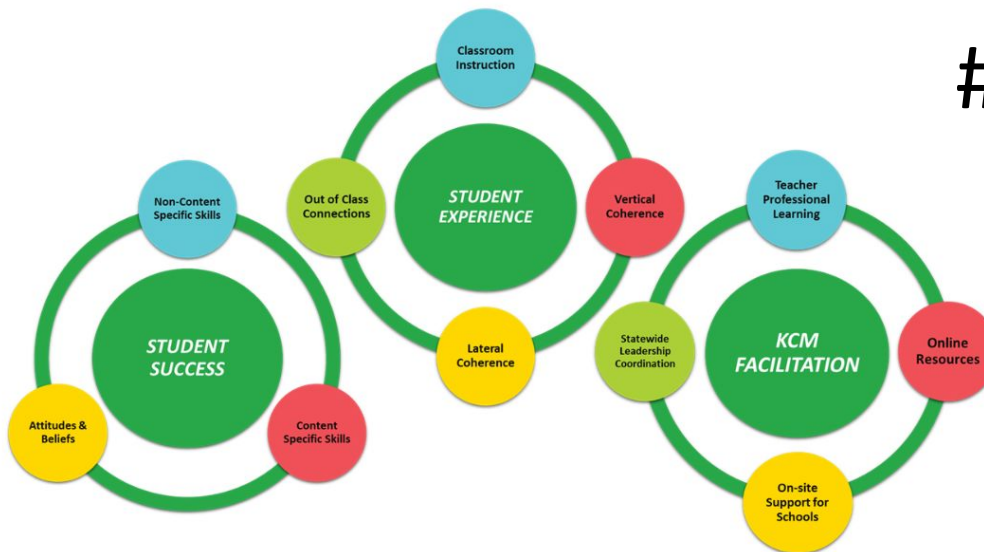 #
Classroom
Instruction
Out of Class
Connections
STUDENT
EXPERIENCE
Vertical
Coherence
Lateral
Coherence
Non-Content
Specific Skills
STUDENT
SUCCESS
Attitudes &
Beliefs
Content
Specific Skills
Teacher
Professional
Learning
Statewide
Leadership
Coordination
KCM
FACILITATION
Online
Resources
On-site
Support for
Schools